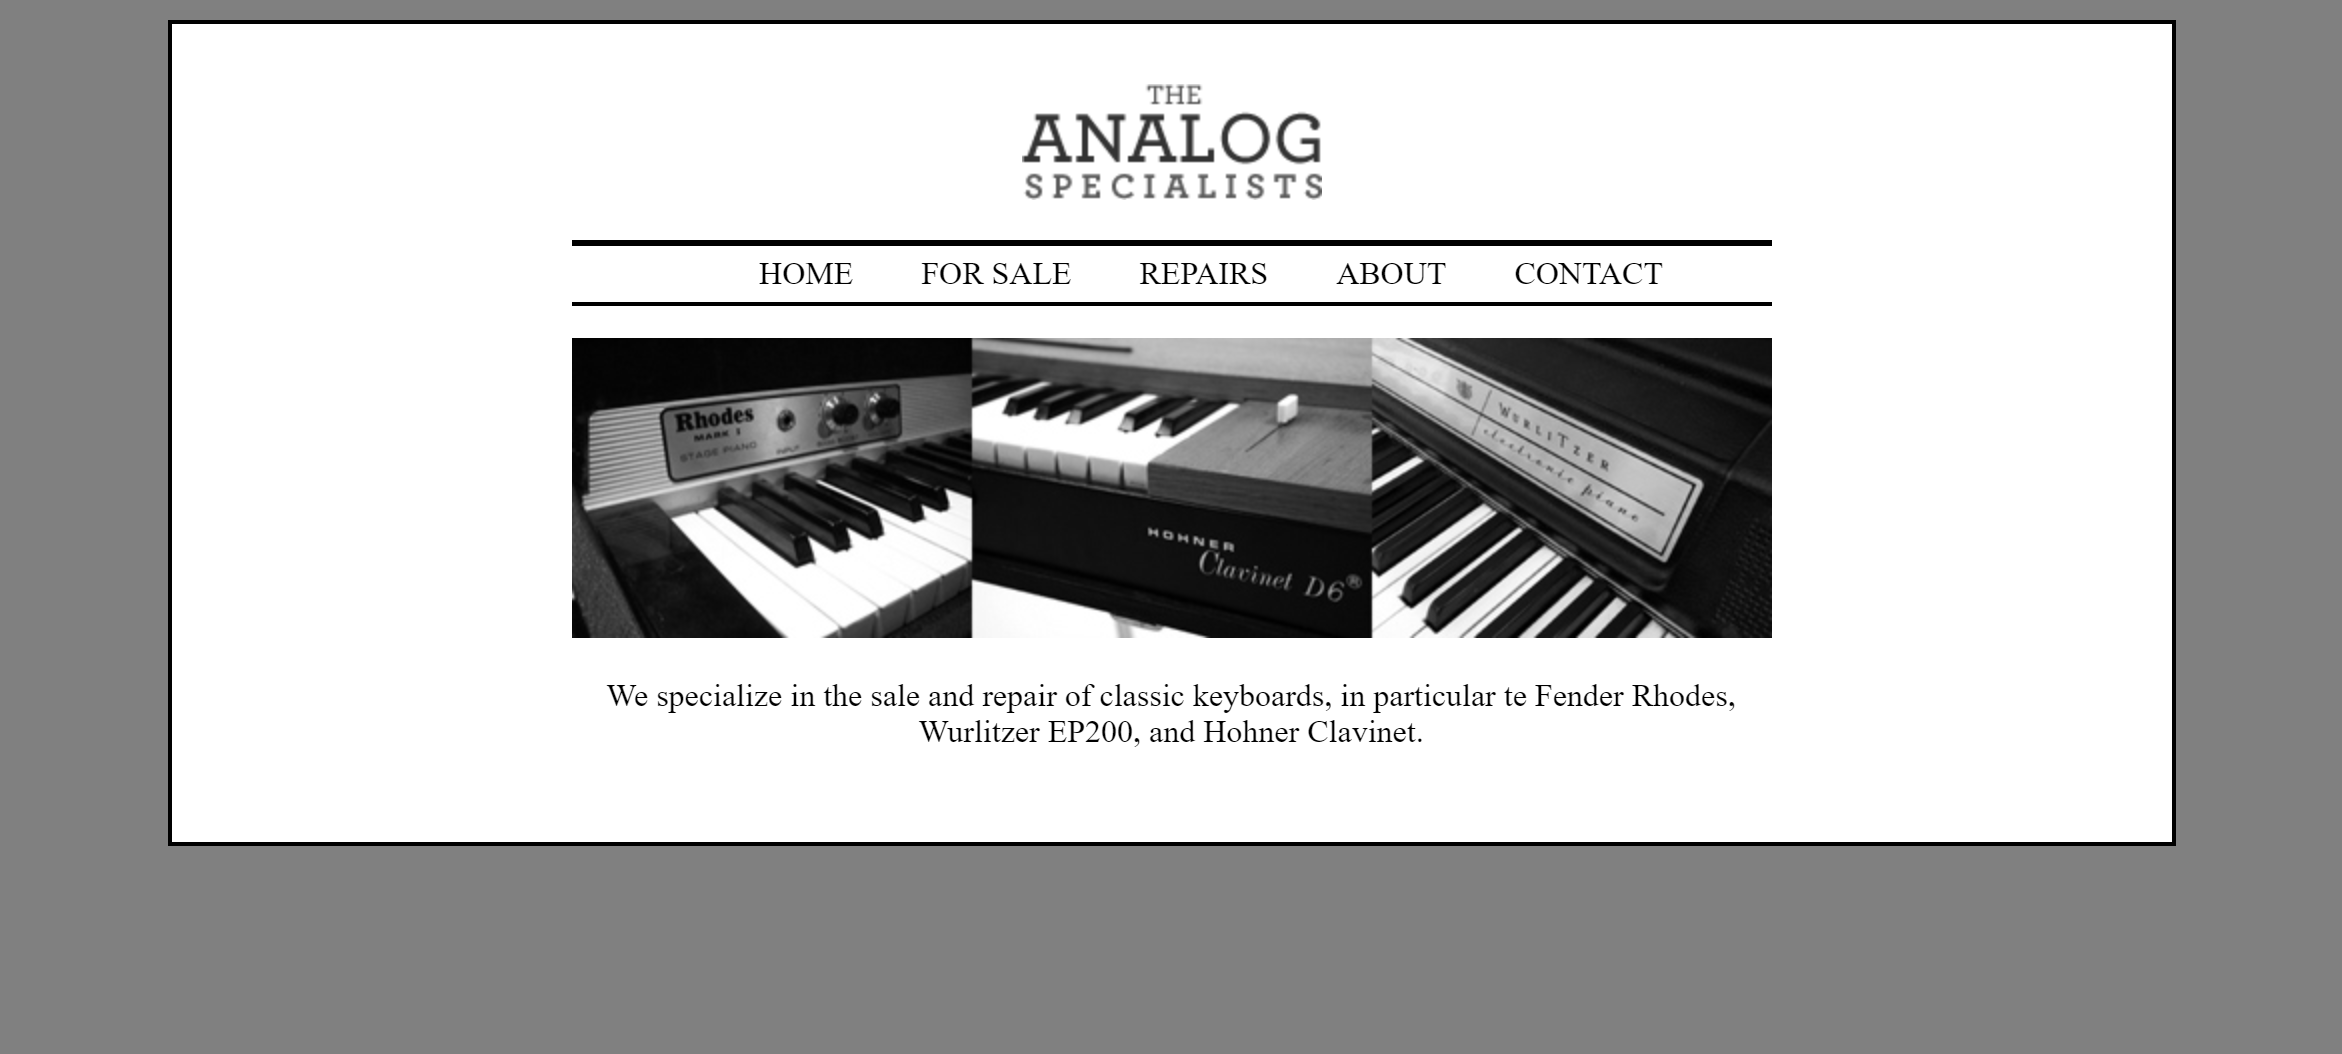 THE
ANALOG
SPECIALISTS
HOME FOR SALE REPAIRS ABOUT CONTACT
Rhodes
MARK I
STAGE PIANO
INPUT
HOHNER
Clavinet D6®
WURLITZER
electronic piano
We specialize in the sale and repair of classic keyboards, in particular te Fender Rhodes,
Wurlitzer EP200, and Hohner Clavinet.